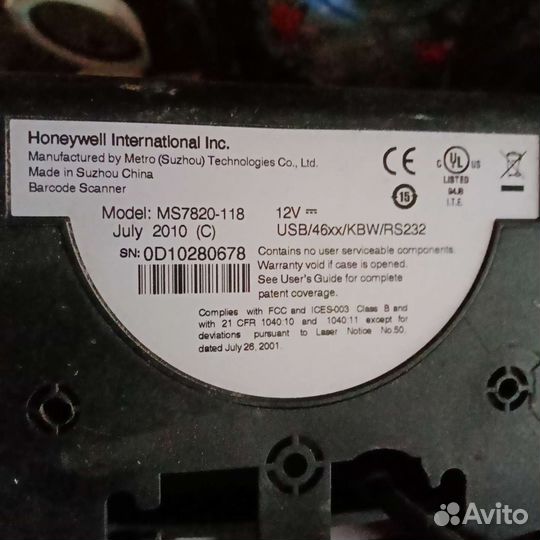 Honeywell International Inc.
Manufactured by Metro (Suzhou) Technologies Co., Ltd.
Made in Suzhou China
Barcode Scanner
CE
C UL US
LISTED
94J8
I.T.E.
15
Model: MS7820-118
July 2010 (C)
12V
USB/46xx/KBW/RS232
SN: 0D10280678
Contains no user serviceable components.
Warranty void if case is opened.
See User's Guide for complete
patent coverage.
Complies with FCC and ICES-003 Class B and
with 21 CFR 1040.10 and 1040.11 except for
deviations pursuant to Laser Notice No.50,
dated July 26, 2001.
Avito